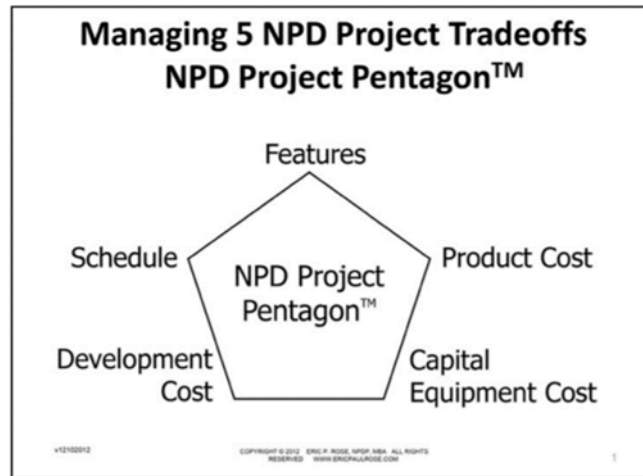 Managing 5 NPD Project Tradeoffs
NPD Project Pentagon™
Features
Schedule
Product Cost
NPD Project
Pentagon™
Development
Cost
Capital
Equipment Cost
v12102012
COPYRIGHT © 2012 ERIC P. ROSE, NPDP, MBA ALL RIGHTS
RESERVED WWW.ERICPAULROSE.COM
1